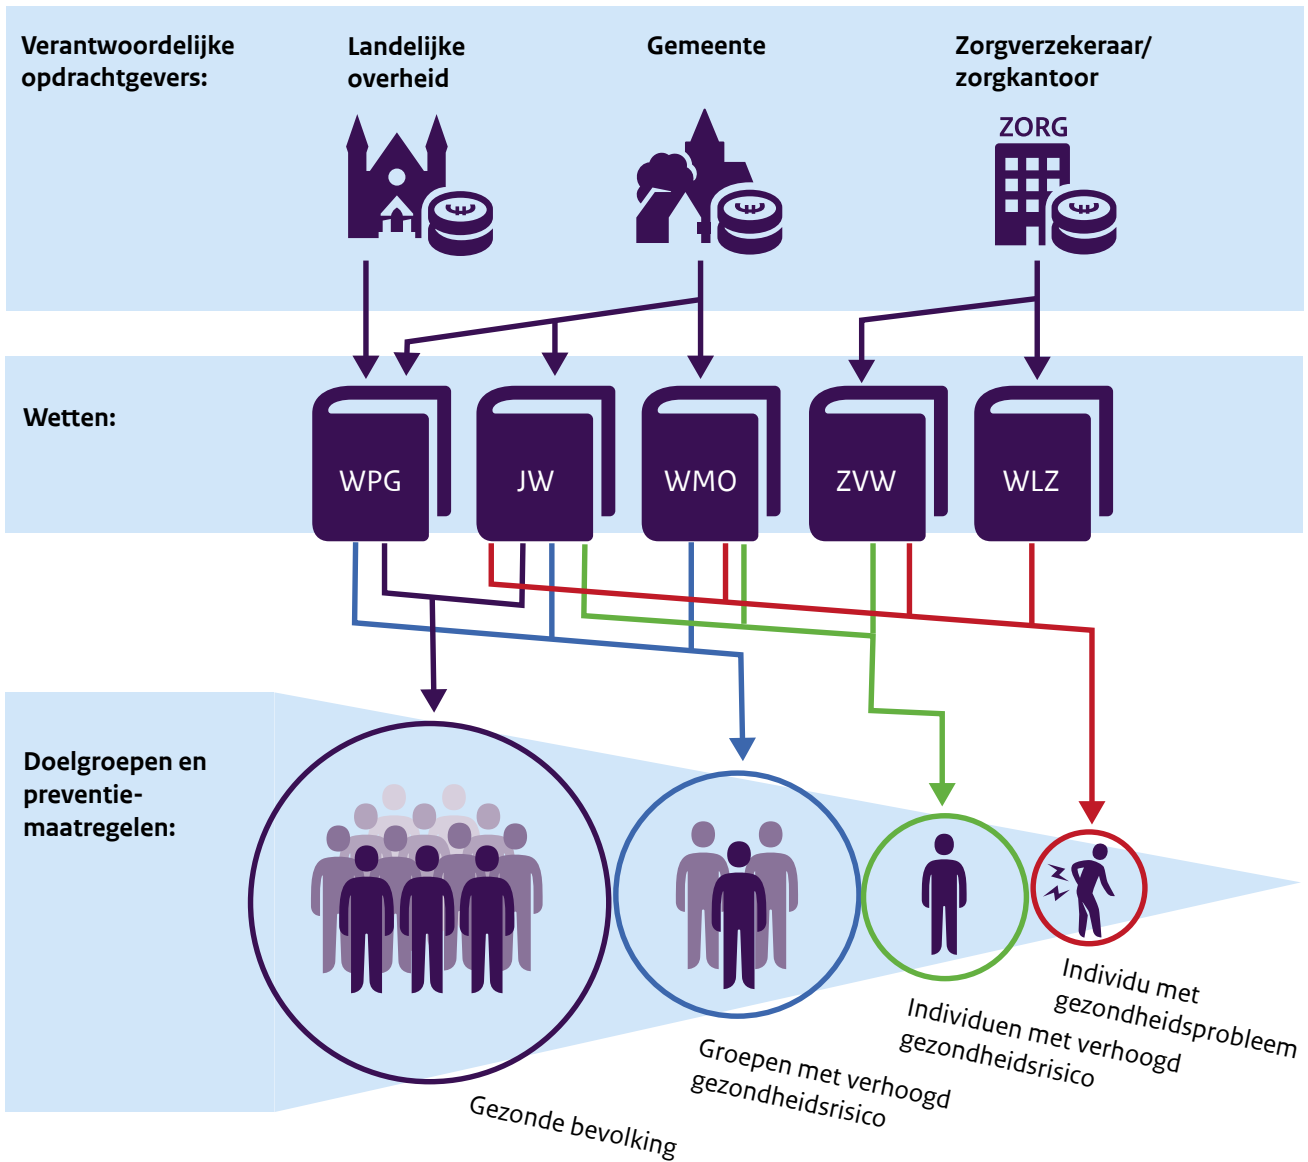 Verantwoordelijke
opdrachtgevers:
Landelijke
overheid
Gemeente
Zorgverzekeraar/
zorgkantoor
ZORG
Wetten:
WPG
JW
WMO
ZVW
WLZ
Doelgroepen en
preventie-
maatregelen:
Gezonde bevolking
Groepen met verhoogd
gezondheidsrisico
Individuen met verhoogd
gezondheidsrisico
Individu met
gezondheidsprobleem